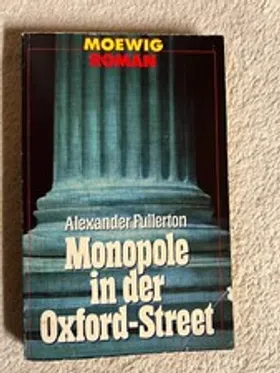 MOEWIG
ROMAN
Alexander Fullerton
Monopole
in der
Oxford-Street